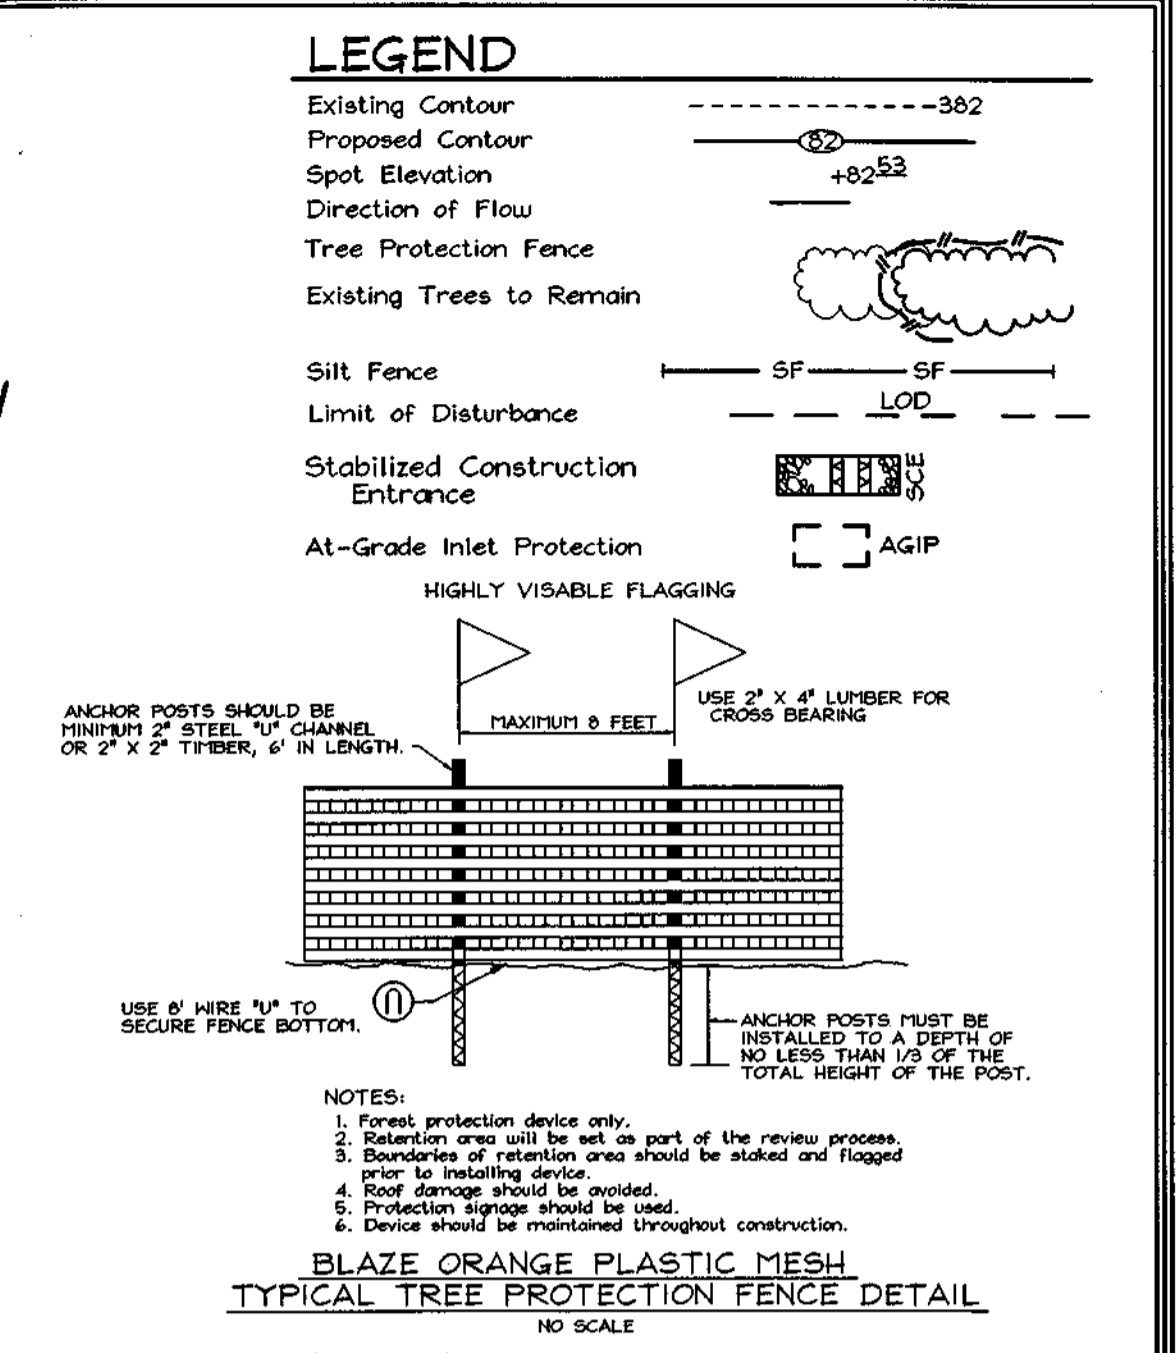 LEGEND
Existing Contour
382
Proposed Contour
82
Spot Elevation
+82 53
Direction of Flow
Tree Protection Fence
Existing Trees to Remain
Silt Fence
SF SF
Limit of Disturbance
LOD
Stabilized Construction
Entrance
SCE
At-Grade Inlet Protection
AGIP
HIGHLY VISABLE FLAGGING
USE 2" X 4" LUMBER FOR
CROSS BEARING
ANCHOR POSTS SHOULD BE
MINIMUM 2" STEEL "U" CHANNEL
OR 2" X 2" TIMBER, 6' IN LENGTH.
MAXIMUM 8 FEET
USE 8' WIRE "U" TO
SECURE FENCE BOTTOM.
ANCHOR POSTS MUST BE
INSTALLED TO A DEPTH OF
NO LESS THAN 1/3 OF THE
TOTAL HEIGHT OF THE POST.
NOTES:
1. Forest protection device only.
2. Retention area will be set as part of the review process.
3. Boundaries of retention area should be staked and flagged
prior to installing device.
4. Roof damage should be avoided.
5. Protection signage should be used.
6. Device should be maintained throughout construction.
BLAZE ORANGE PLASTIC MESH
TYPICAL TREE PROTECTION FENCE DETAIL
NO SCALE